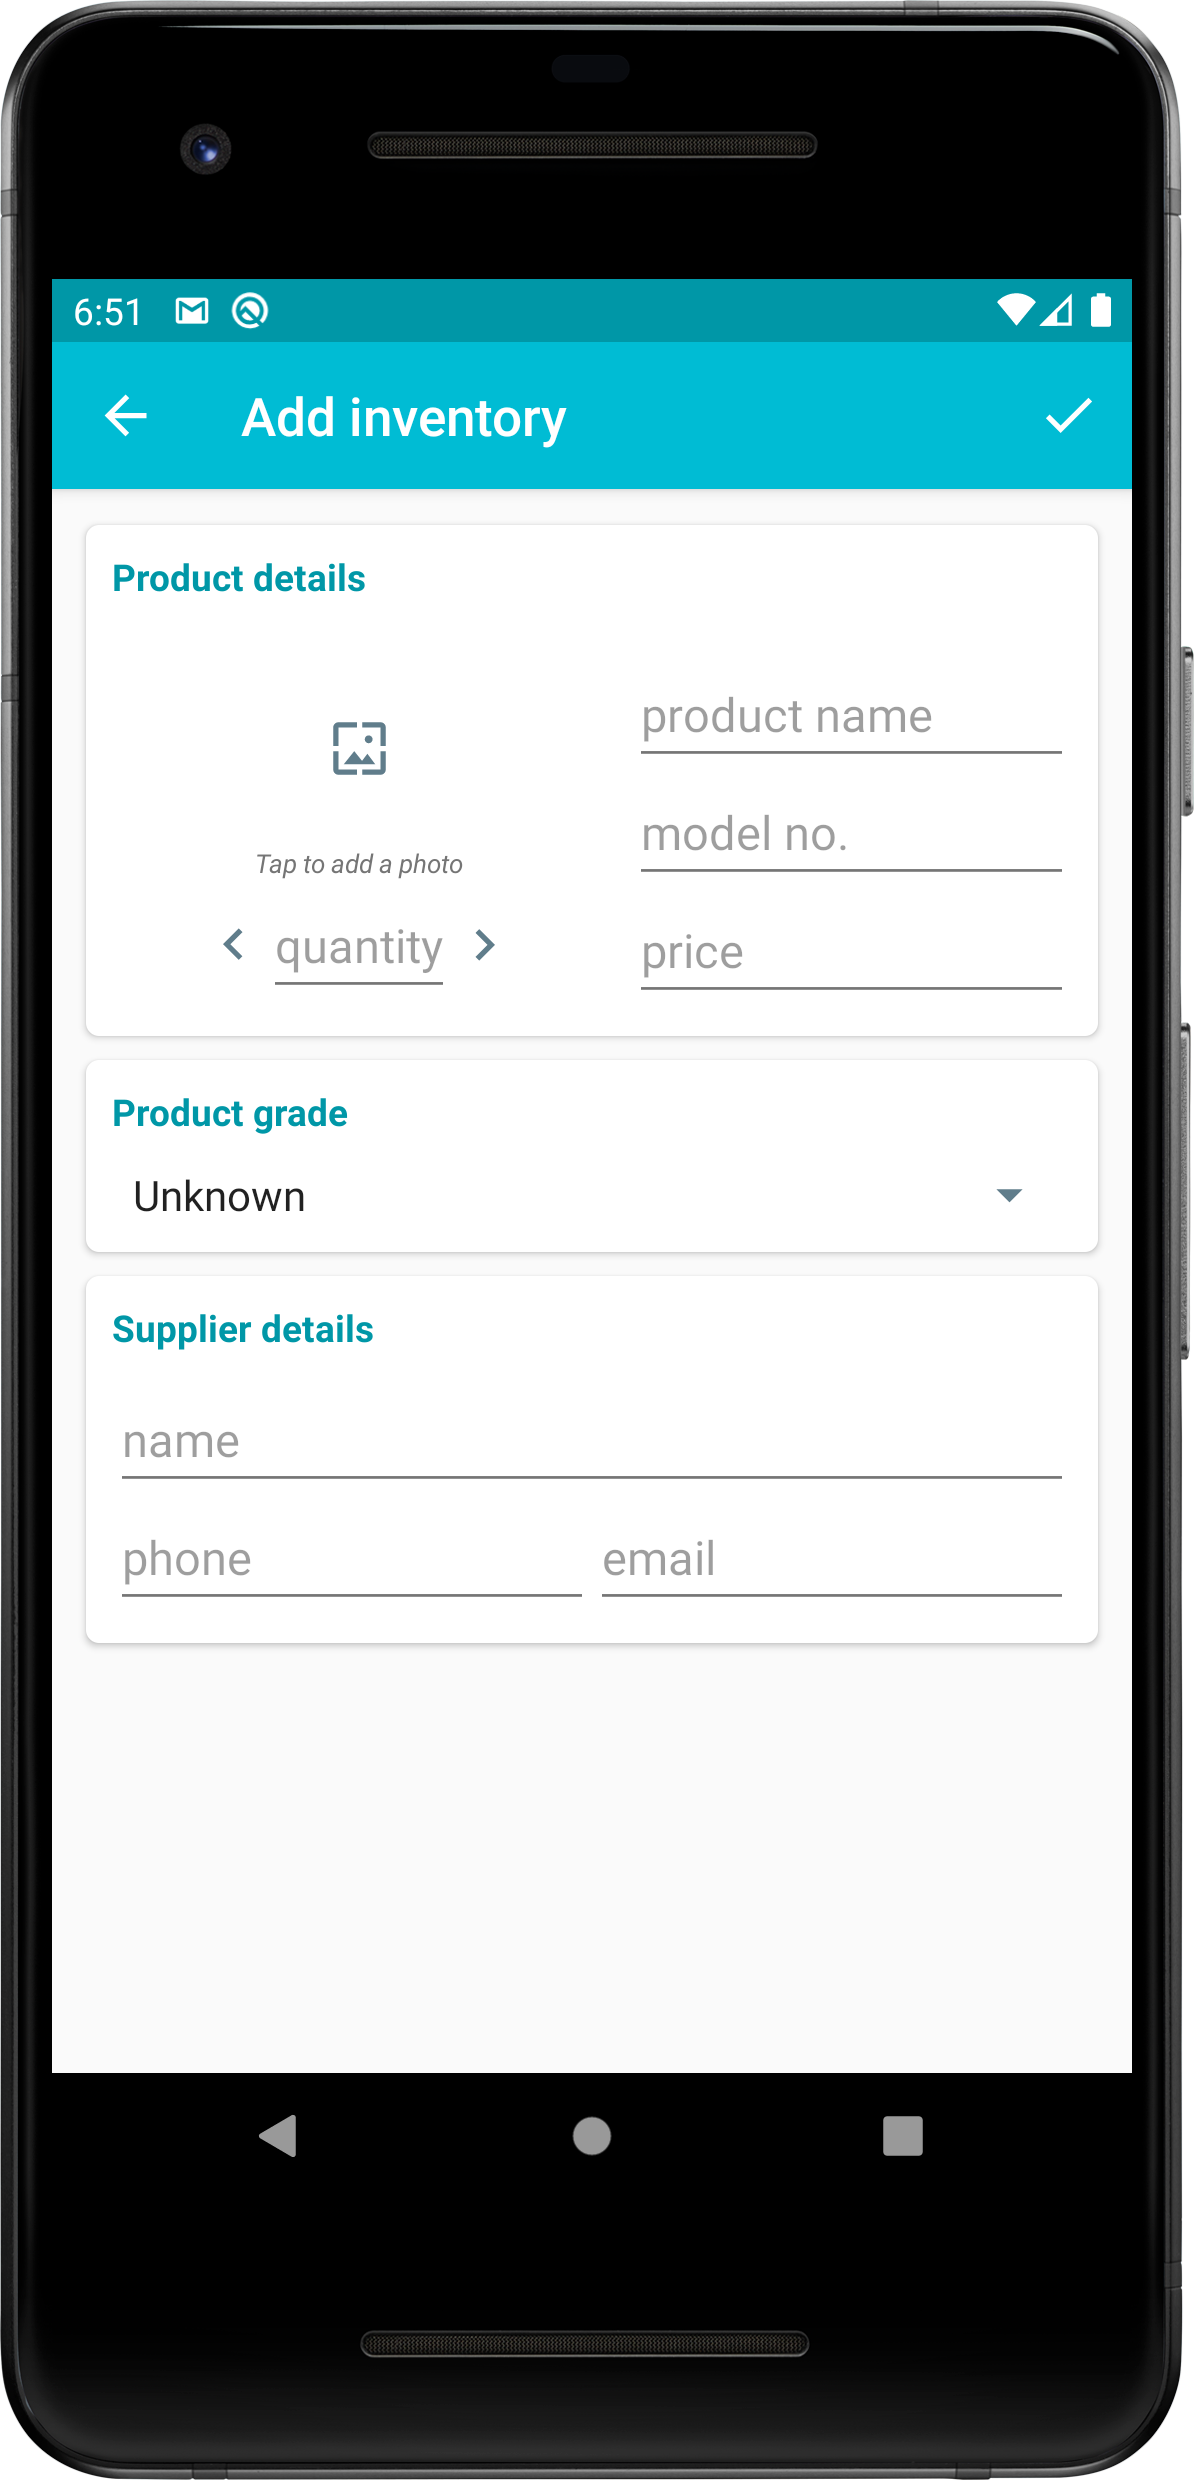 6:51
Add inventory
Product details
product name
model no.
Tap to add a photo
quantity
price
Product grade
Unknown
Supplier details
name
phone email